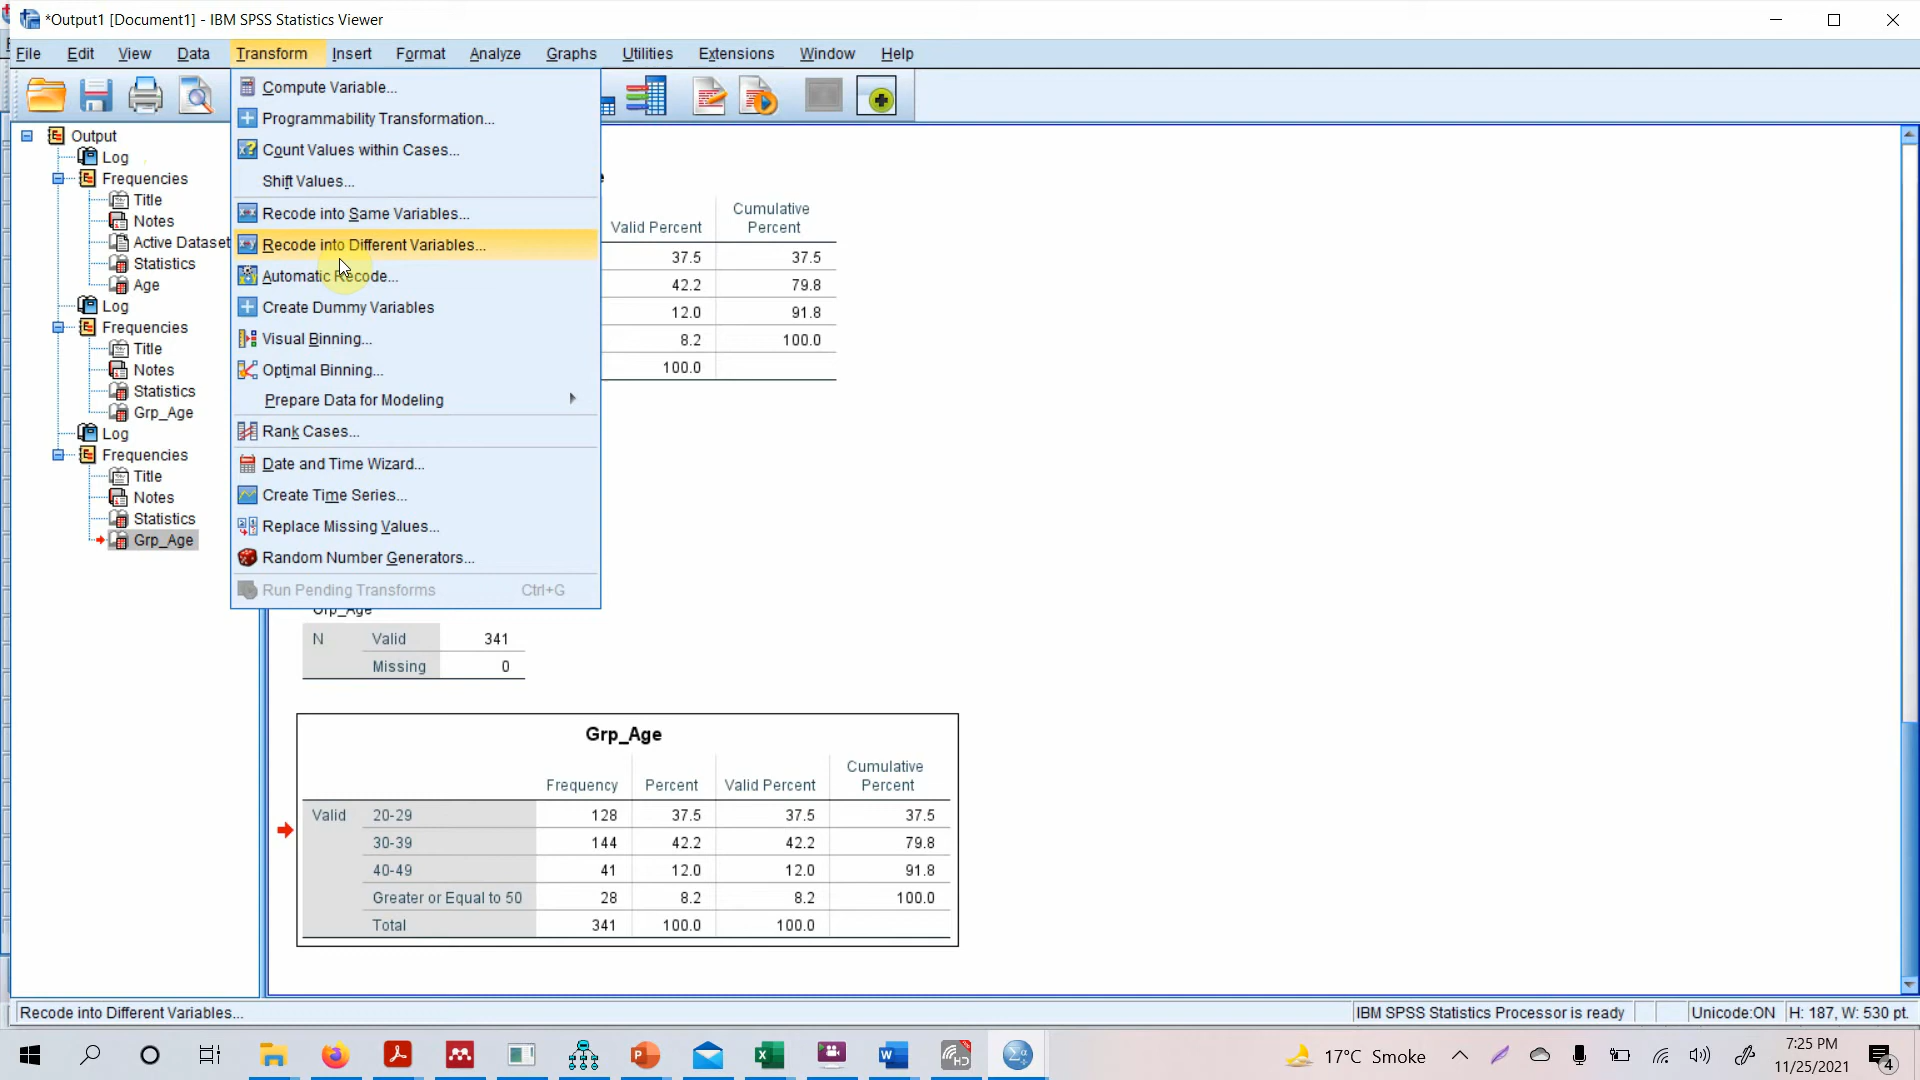 *Output1 [Document1] - IBM SPSS Statistics Viewer
File Edit View Data Transform Insert Format Analyze Graphs Utilities Extensions Window Help
Compute Variable...
Programmability Transformation...
Count Values within Cases...
Shift Values...
Recode into Same Variables...
Recode into Different Variables...
Automatic Recode...
Create Dummy Variables
Visual Binning...
Optimal Binning...
Prepare Data for Modeling
Rank Cases...
Date and Time Wizard...
Create Time Series...
Replace Missing Values...
Random Number Generators...
Run Pending Transforms Ctrl+G
Output
Log
Frequencies
Title
Notes
Active Dataset
Statistics
Age
Log
Frequencies
Title
Notes
Statistics
Grp_Age
Log
Frequencies
Title
Notes
Statistics
Grp_Age
Valid Percent Cumulative Percent
37.5 37.5
42.2 79.8
12.0 91.8
8.2 100.0
100.0
Grp_Age
N Valid 341
Missing 0
Grp_Age
Frequency Percent Valid Percent Cumulative Percent
Valid 20-29 128 37.5 37.5 37.5
30-39 144 42.2 42.2 79.8
40-49 41 12.0 12.0 91.8
Greater or Equal to 50 28 8.2 8.2 100.0
Total 341 100.0 100.0
Recode into Different Variables... IBM SPSS Statistics Processor is ready Unicode:ON H: 187, W: 530 pt.
17°C Smoke
7:25 PM
11/25/2021
4